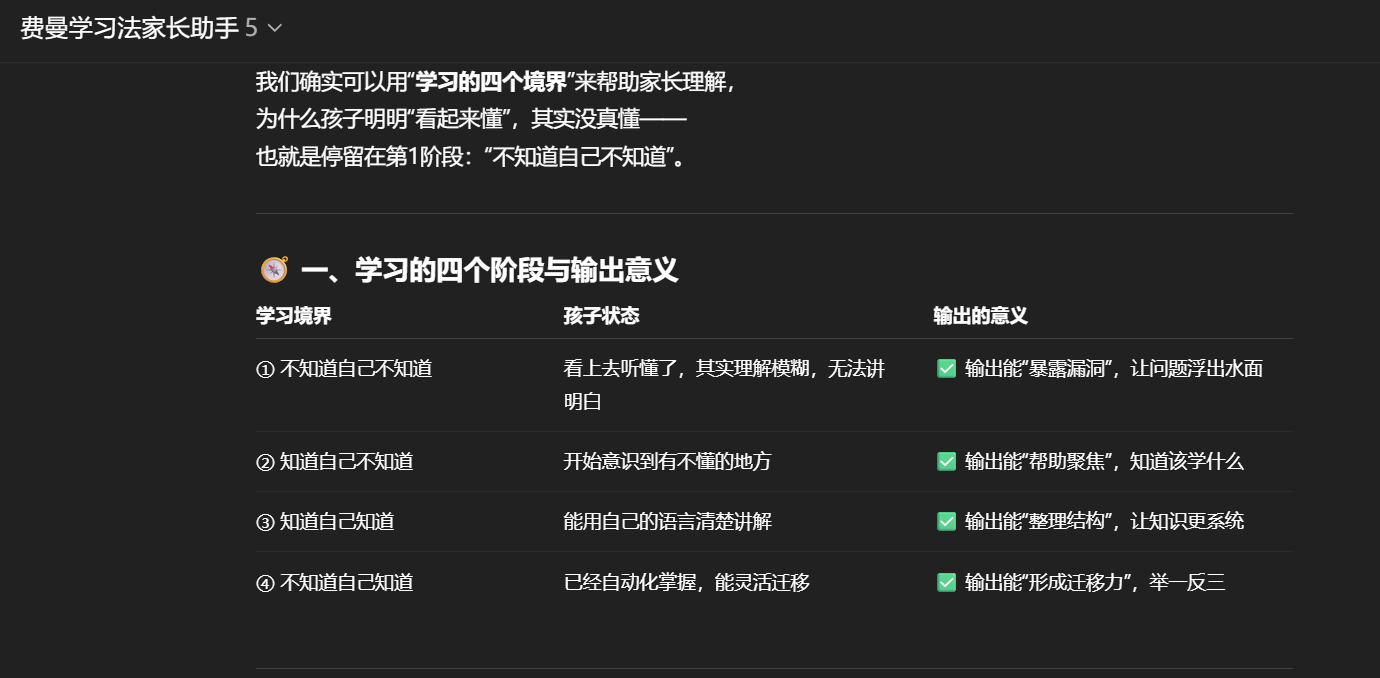 费曼学习法家长助手 5
我们确实可以用“学习的四个境界”来帮助家长理解，
为什么孩子明明“看起来懂”，其实没真懂——
也就是停留在第1阶段：“不知道自己不知道”。
一、学习的四个阶段与输出意义
学习境界 孩子状态 输出的意义
① 不知道自己不知道 看上去听懂了，其实理解模糊，无法讲明白 ✅ 输出能“暴露漏洞”，让问题浮出水面
② 知道自己不知道 开始意识到有不懂的地方 ✅ 输出能“帮助聚焦”，知道该学什么
③ 知道自己知道 能用自己的语言清楚讲解 ✅ 输出能“整理结构”，让知识更系统
④ 不知道自己知道 已经自动化掌握，能灵活迁移 ✅ 输出能“形成迁移力”，举一反三